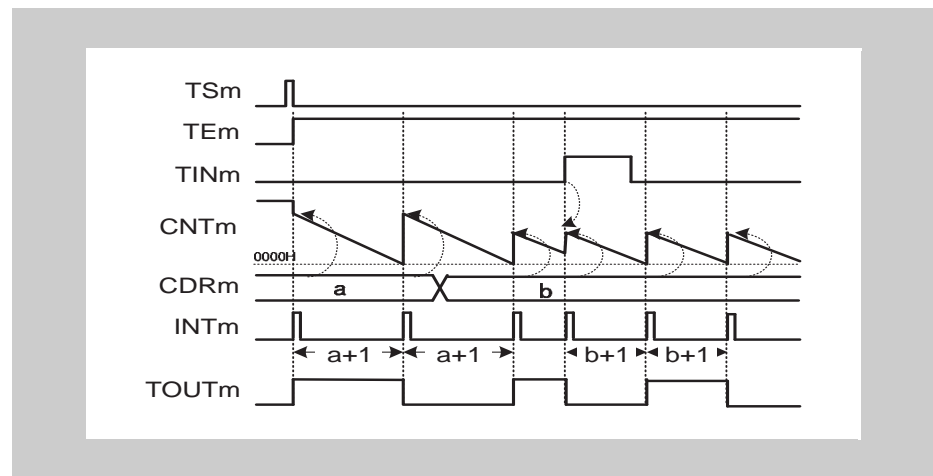 TSm
TEm
TINm
CNTm
0000H
CDRm
a
b
INTm
a+1
a+1
b+1
b+1
TOUTm